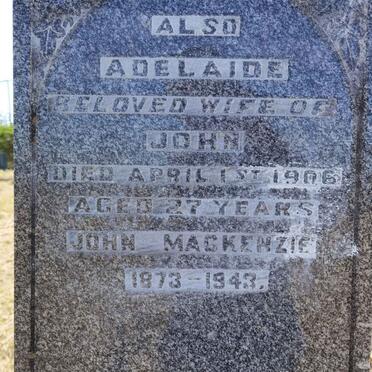 ALSO
ADELAIDE
BELOVED WIFE OF
JOHN
DIED APRIL 1ST 1906
AGED 27 YEARS
JOHN MACKENZIE
1873-1943.